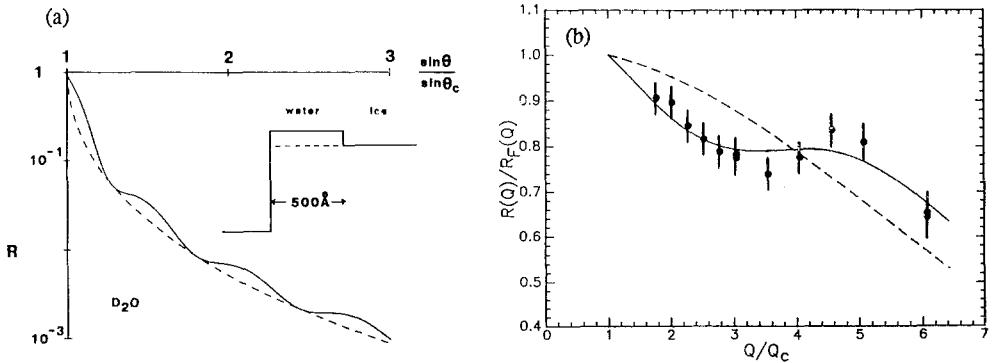 (a)
1 2 3 sinθ
sinθc
1
10-1
R
10-3
water ice
500Å
D2O
(b)
R(Q)/RF(Q)
1.1
1.0
0.9
0.8
0.7
0.6
0.5
0.4
0 1 2 3 4 5 6 7
Q/Qc